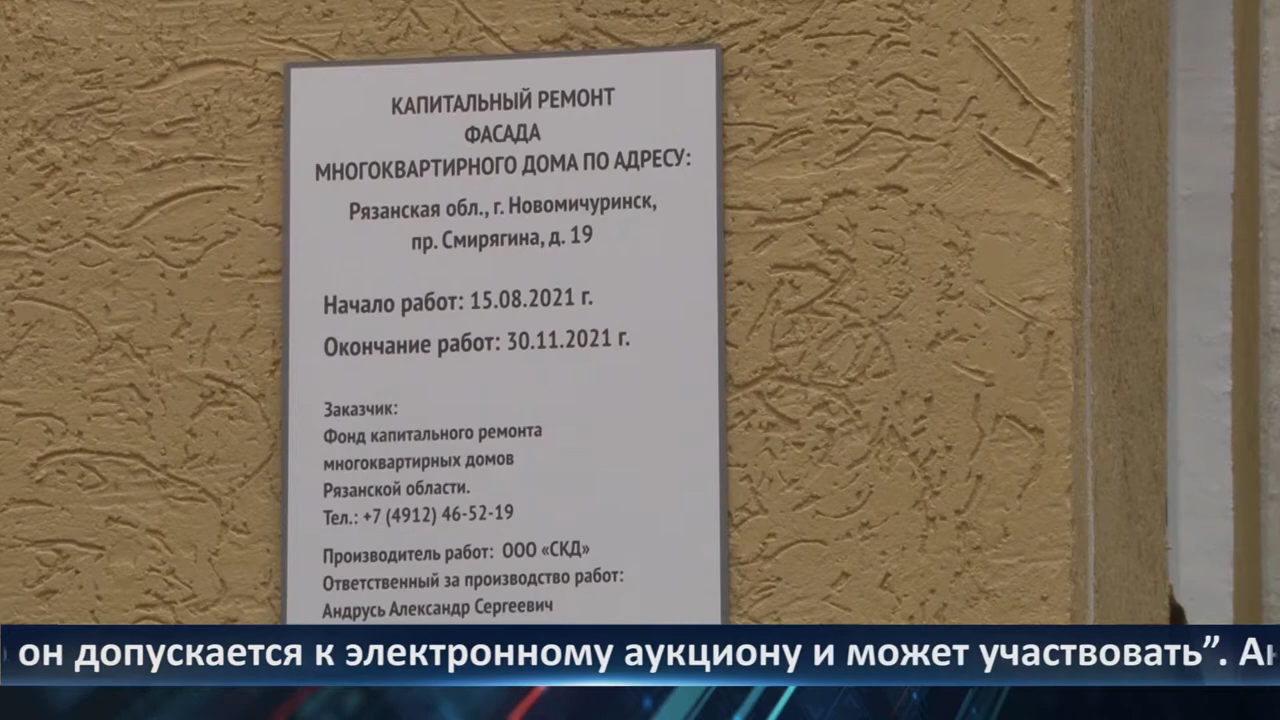 КАПИТАЛЬНЫЙ РЕМОНТ
ФАСАДА
МНОГОКВАРТИРНОГО ДОМА ПО АДРЕСУ:
Рязанская обл., г. Новомичуринск,
пр. Смирягина, д. 19
Начало работ: 15.08.2021 г.
Окончание работ: 30.11.2021 г.
Заказчик:
Фонд капитального ремонта
многоквартирных домов
Рязанской области.
Тел.: +7 (4912) 46-52-19
Производитель работ: ООО «СКД»
Ответственный за производство работ:
Андрусь Александр Сергеевич
он допускается к электронному аукциону и может участвовать”.